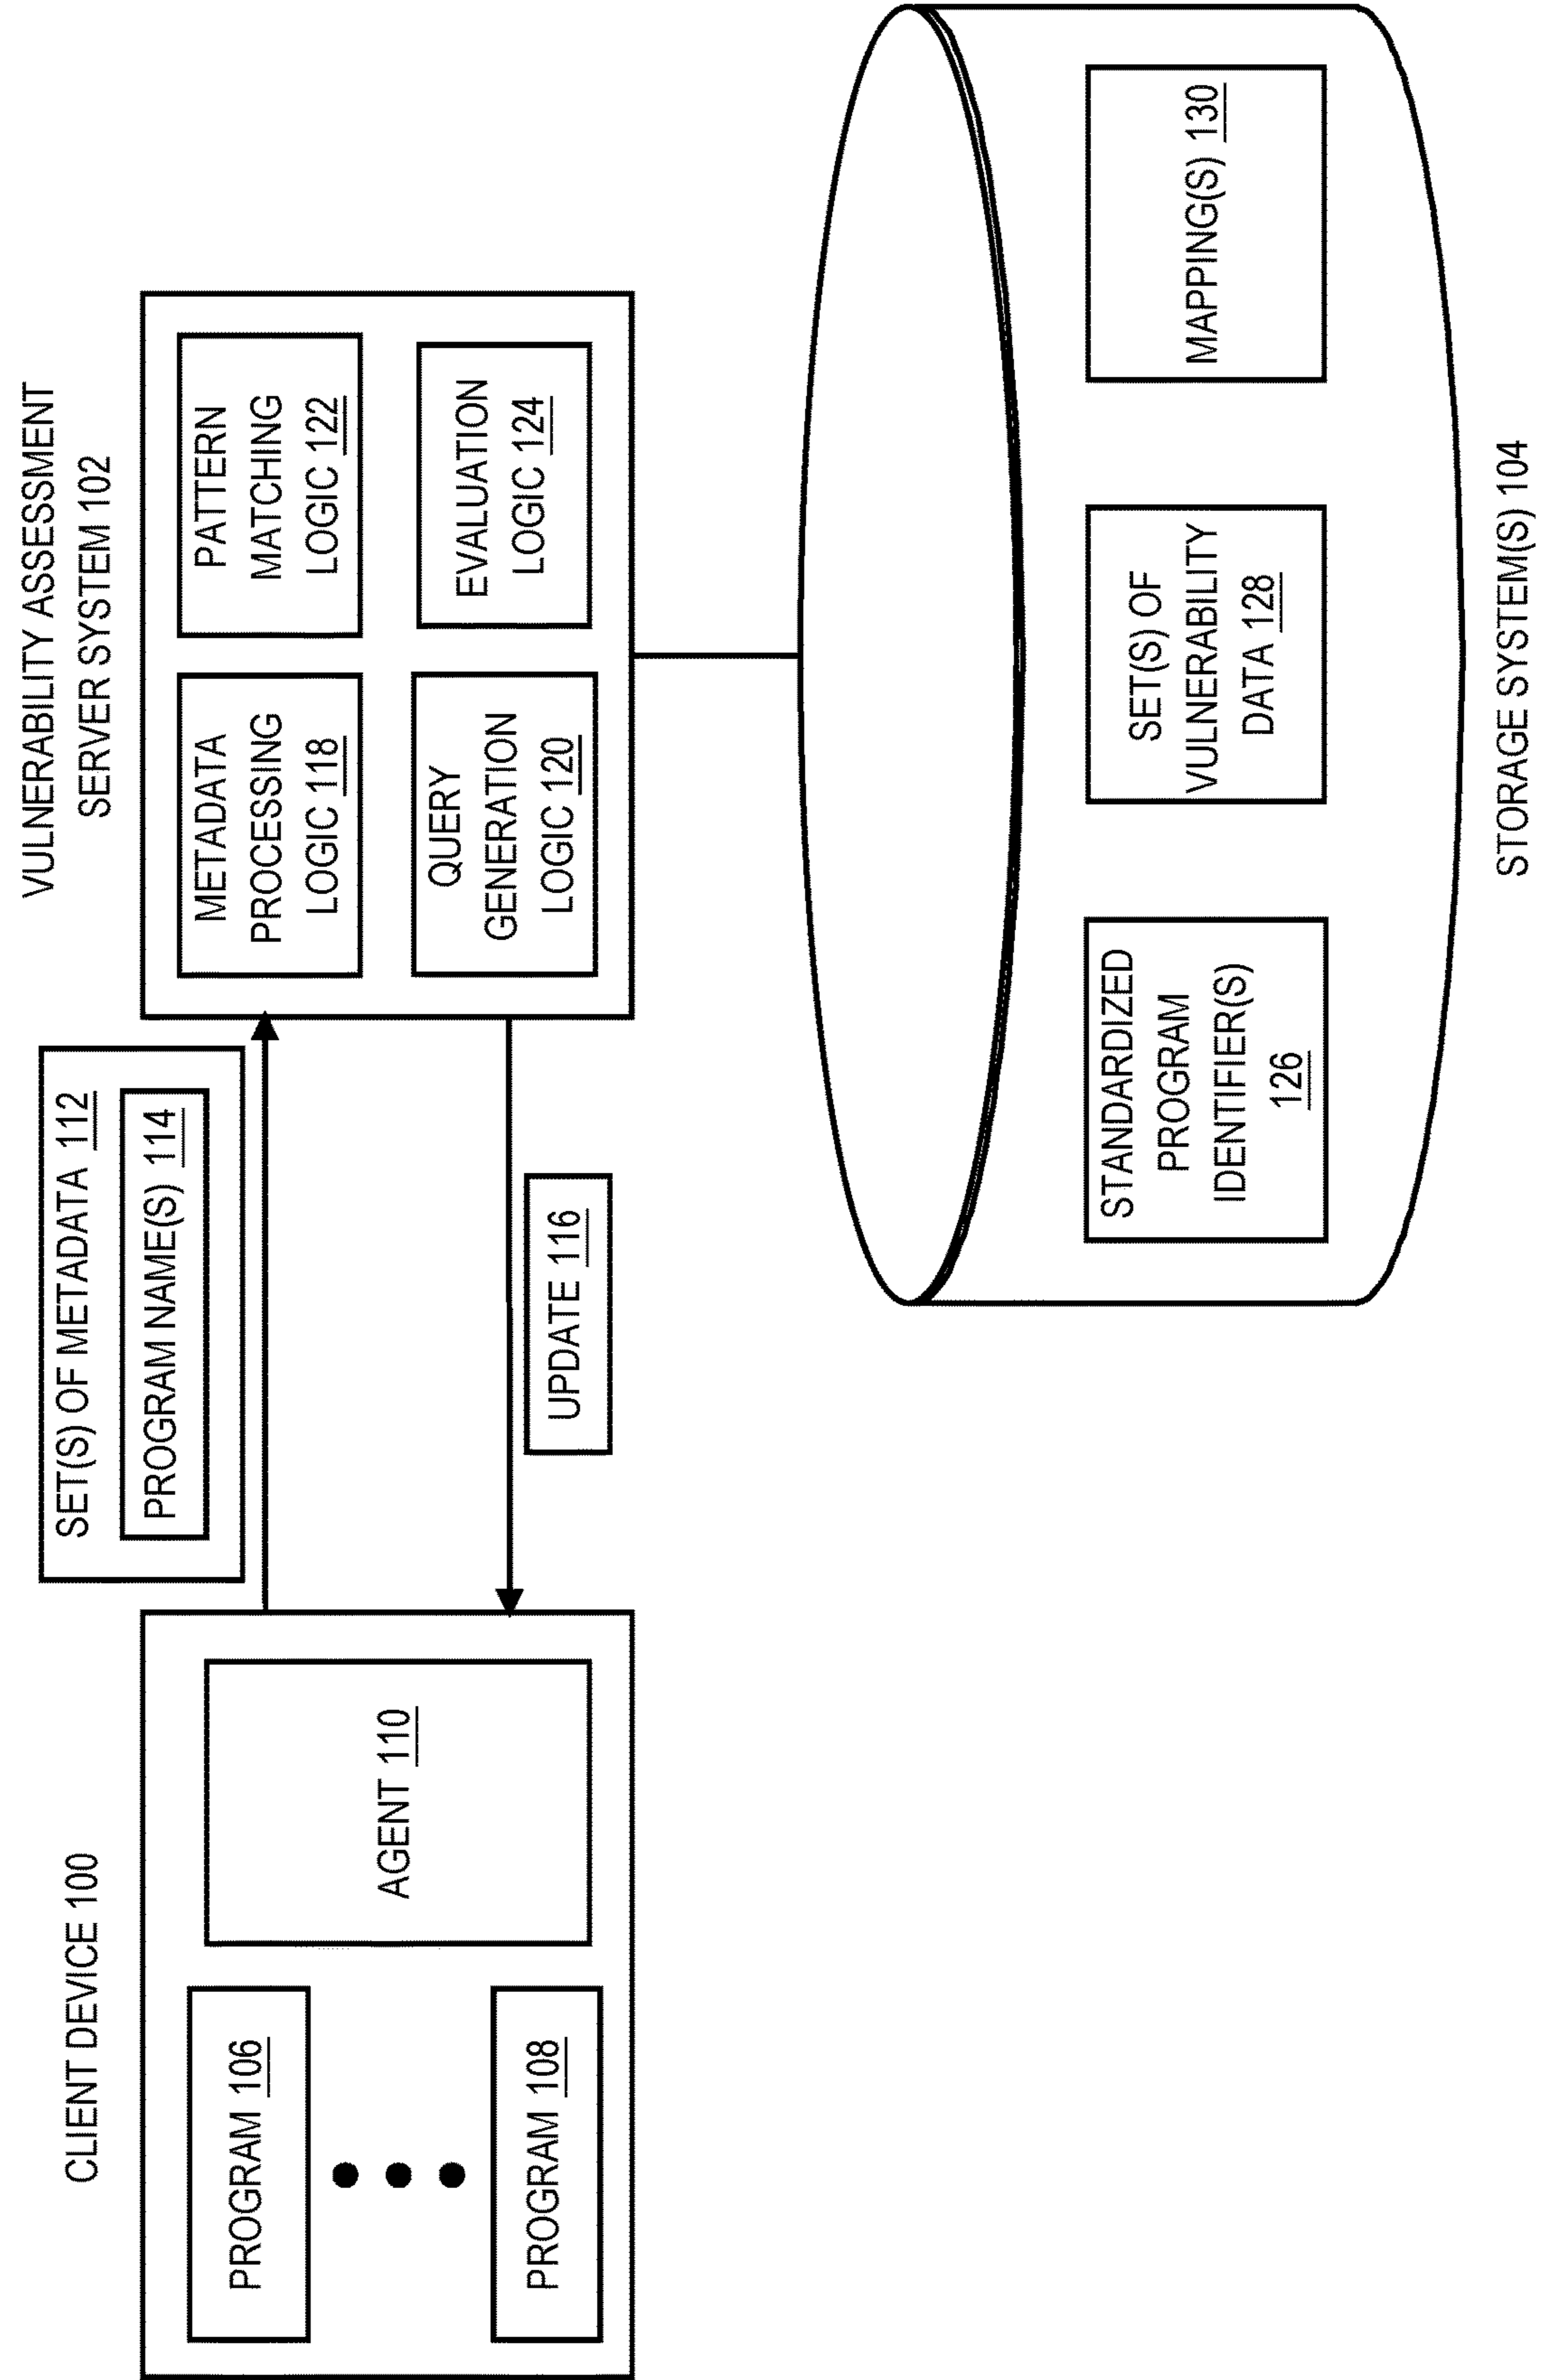 CLIENT DEVICE 100
PROGRAM 106
PROGRAM 108
AGENT 110
SET(S) OF METADATA 112
PROGRAM NAME(S) 114
UPDATE 116
VULNERABILITY ASSESSMENT
SERVER SYSTEM 102
METADATA
PROCESSING
LOGIC 118
PATTERN
MATCHING
LOGIC 122
QUERY
GENERATION
LOGIC 120
EVALUATION
LOGIC 124
STANDARDIZED
PROGRAM
IDENTIFIER(S)
126
SET(S) OF
VULNERABILITY
DATA 128
MAPPING(S) 130
STORAGE SYSTEM(S) 104